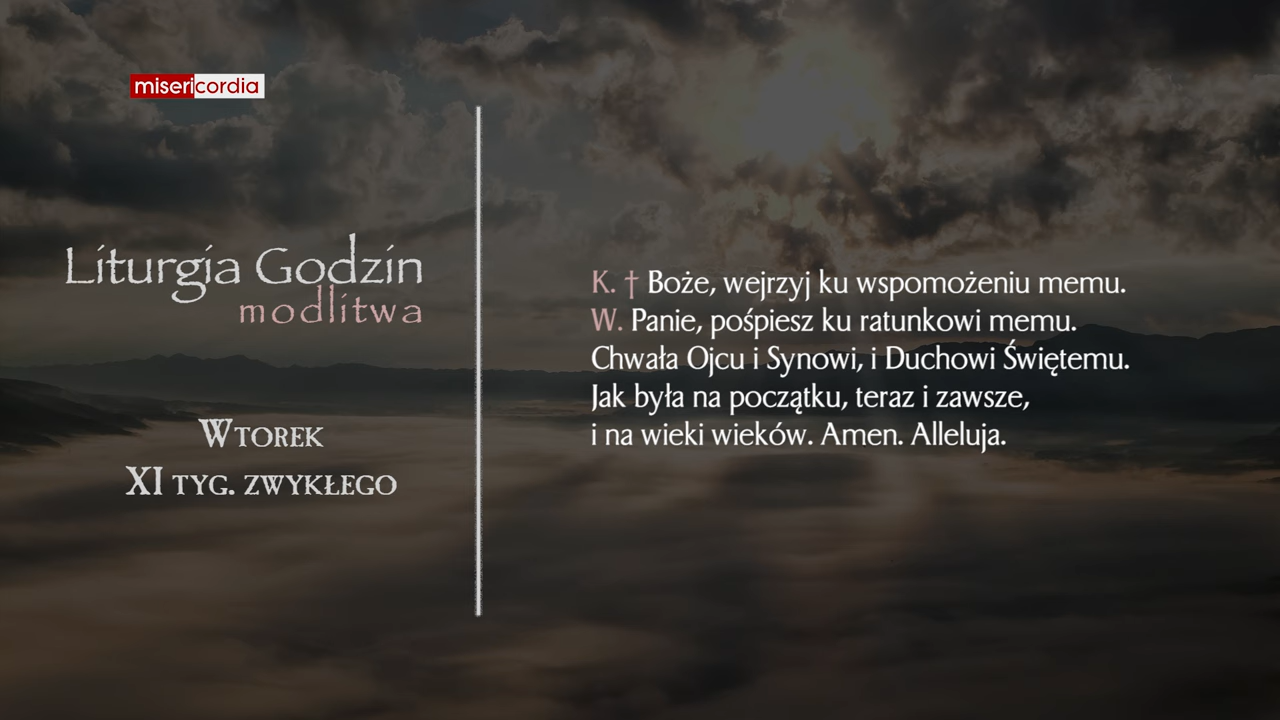 misericordia
Liturgia Godzin
modlitwa
Wtorek
XI tyg. zwykłego
K. † Boże, wejrzyj ku wspomożeniu memu.
W. Panie, pośpiesz ku ratunkowi memu.
Chwała Ojcu i Synowi, i Duchowi Świętemu.
Jak była na początku, teraz i zawsze,
i na wieki wieków. Amen. Alleluja.